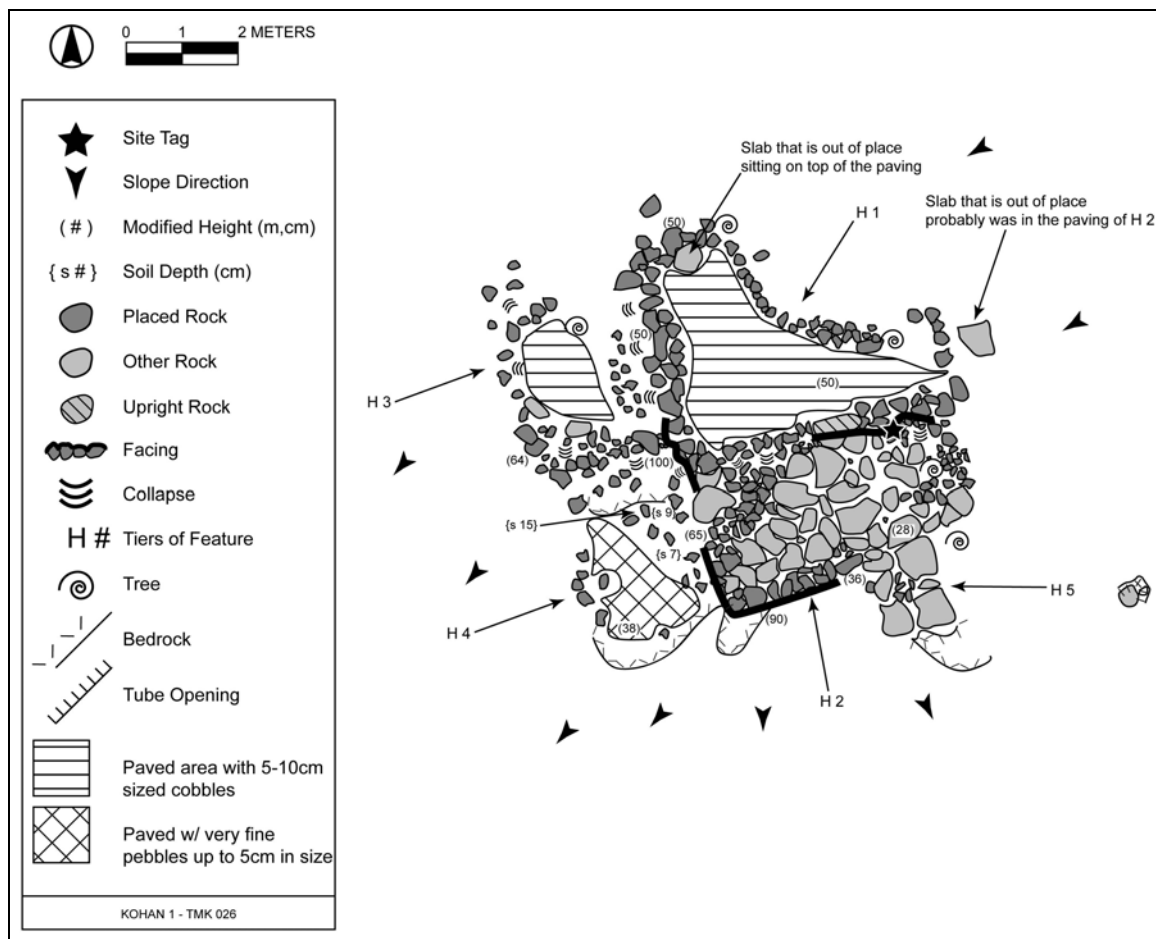 0 1 2 METERS
Site Tag
Slope Direction
( # ) Modified Height (m,cm)
{ s # } Soil Depth (cm)
Placed Rock
Other Rock
Upright Rock
Facing
Collapse
H # Tiers of Feature
Tree
Bedrock
Tube Opening
Paved area with 5-10cm
sized cobbles
Paved w/ very fine
pebbles up to 5cm in size
KOHAN 1 - TMK 026
Slab that is out of place
sitting on top of the paving
Slab that is out of place
probably was in the paving of H 2
H 1
(50)
(50)
(50)
H 3
(64)
(100)
{s 9}
{s 15}
(65)
(28)
{s 7}
(36)
H 5
H 4
(38)
(90)
H 2